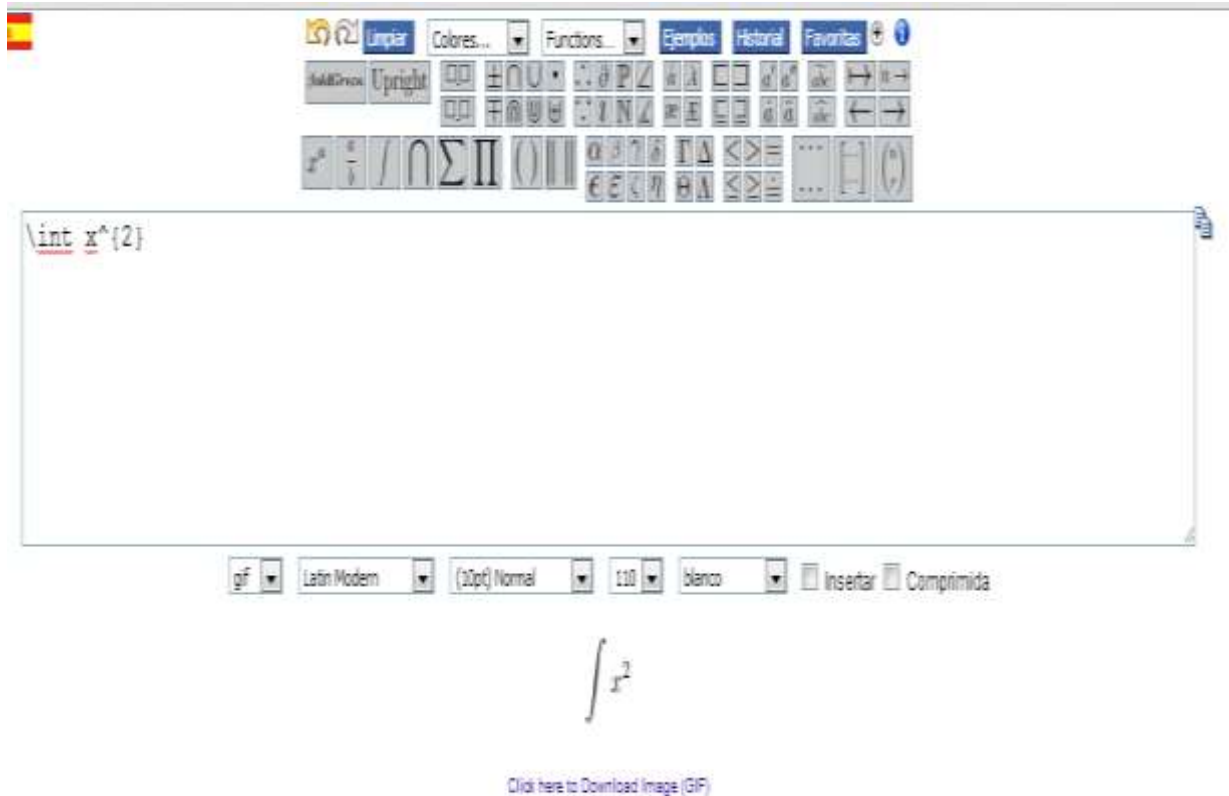 Limpiar Colores... Functions... Ejemplos Historial Favoritas
Upright
\int x^{2}
gif Latin Modern (10pt) Normal 110 blanco Insertar Comprimida
∫ x²
Click here to Download Image (GIF)